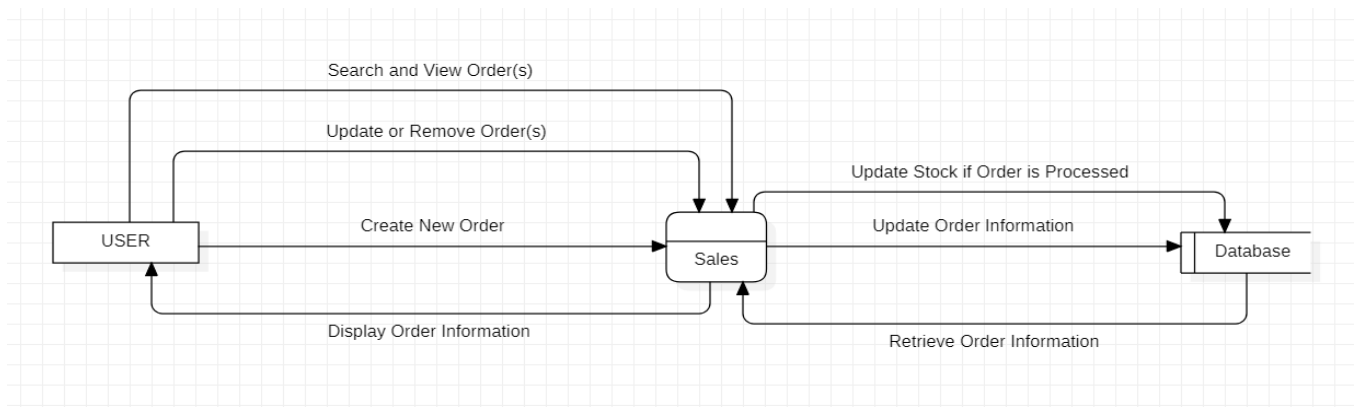 Search and View Order(s)
Update or Remove Order(s)
Update Stock if Order is Processed
Create New Order
Update Order Information
USER
Sales
Database
Display Order Information
Retrieve Order Information